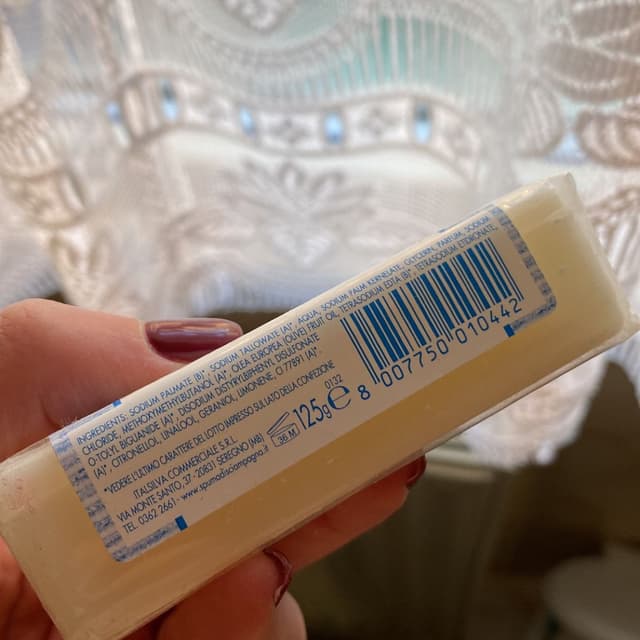 INGREDIENTS: SODIUM PALMATE (B)*, SODIUM TALLOWATE (A)*, AQUA, SODIUM PALM KERNELATE, GLYCERIN, PARFUM, SODIUM
CHLORIDE, METHOXYMETHYLBUTANOL (A)*, OLEA EUROPEA (OLIVE) FRUIT OIL, TETRASODIUM EDTA (B)*, TETRASODIUM ETIDRONATE,
O-TOLYL BIGUANIDE (A)*, DISODIUM DISTYRYLBIPHENYL DISULFONATE
(A)*, CITRONELLOL, LINALOOL, GERANIOL, LIMONENE, CI 77891 (A)*.
*VEDERE L'ULTIMO CARATTERE DEL LOTTO IMPRESSO SUL LATO DELLA CONFEZIONE
ITALSILVA COMMERCIALE S.R.L.
VIA MONTE SANTO, 37 - 20831 SEREGNO (MB)
TEL. 0362.2661 - www.spumadisciampagna.it
36 M
125g e
0122
8 007750 010442